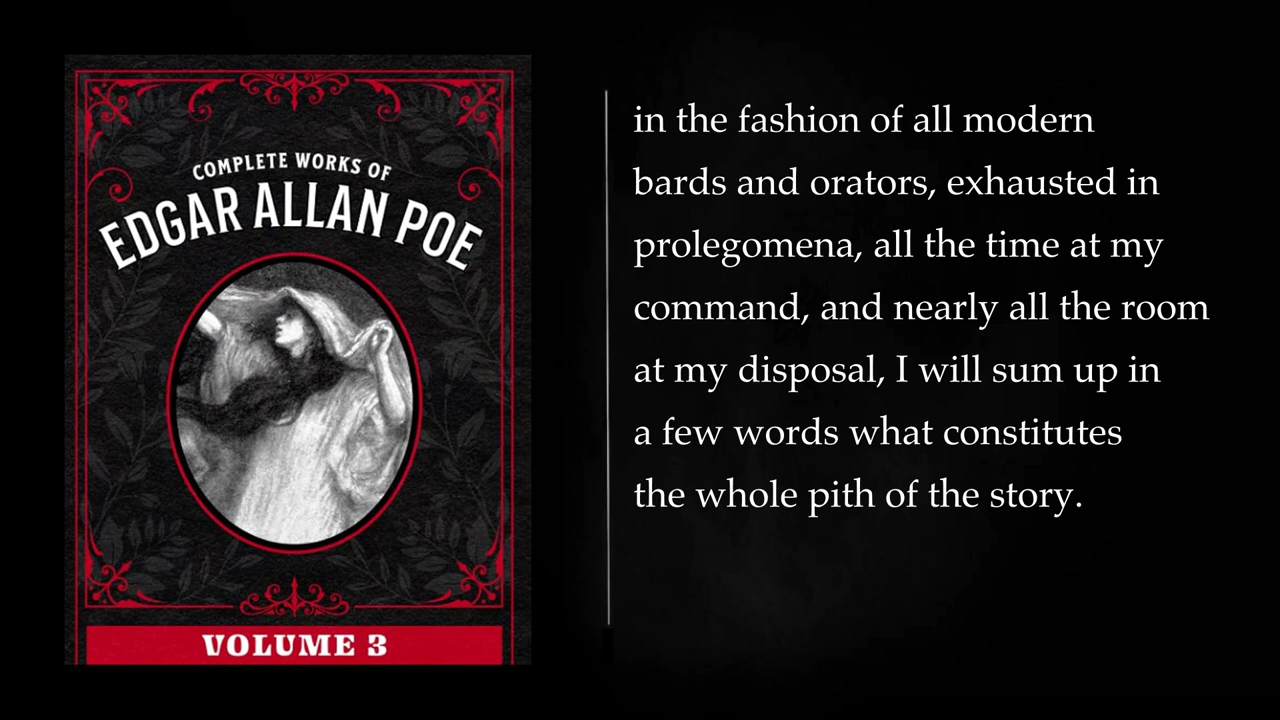 COMPLETE WORKS OF
EDGAR ALLAN POE
VOLUME 3
in the fashion of all modern
bards and orators, exhausted in
prolegomena, all the time at my
command, and nearly all the room
at my disposal, I will sum up in
a few words what constitutes
the whole pith of the story.